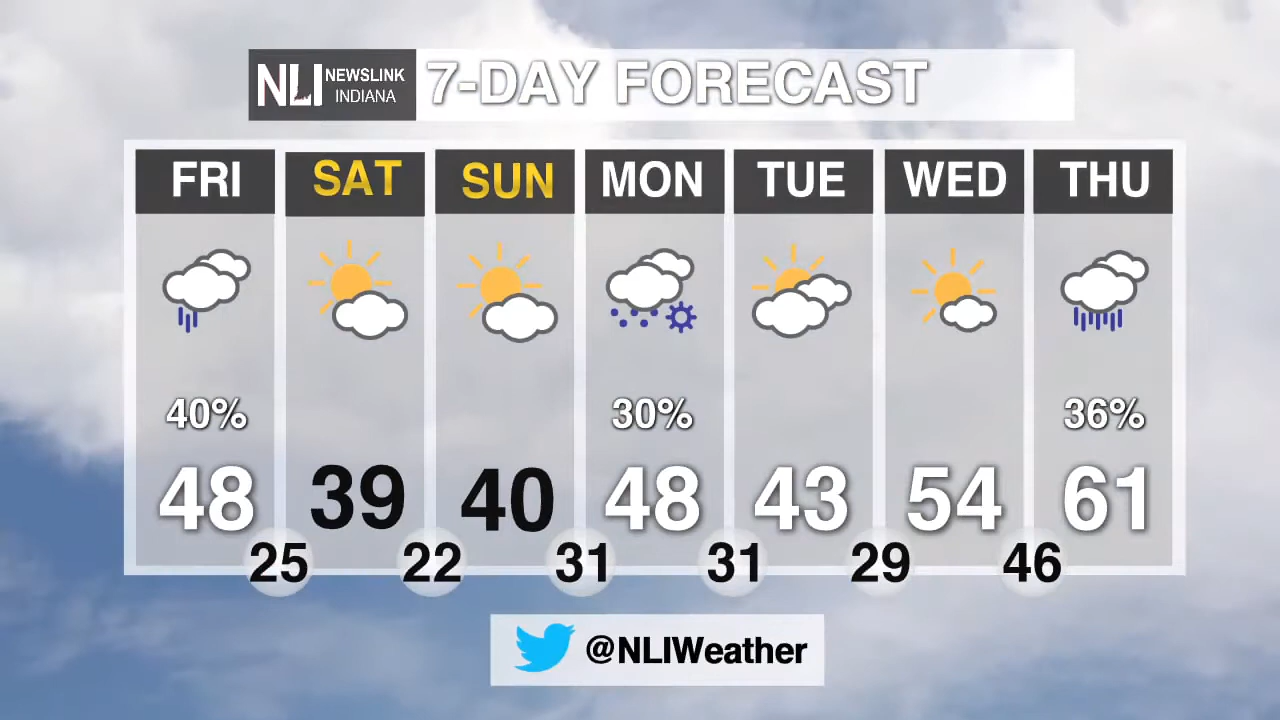 NLI NEWSLINK INDIANA 7-DAY FORECAST
FRI SAT SUN MON TUE WED THU
40% 30% 36%
48 39 40 48 43 54 61
25 22 31 31 29 46
@NLIWeather